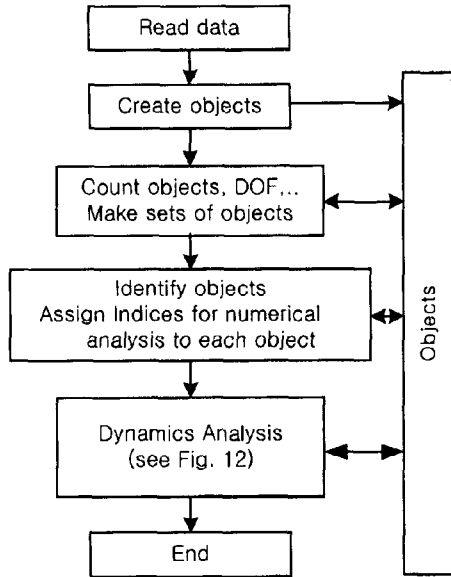 Read data
Create objects
Count objects, DOF,..
Make sets of objects
Identify objects
Assign Indices for numerical
analysis to each object
Dynamics Analysis
(see Fig. 12)
End
Objects